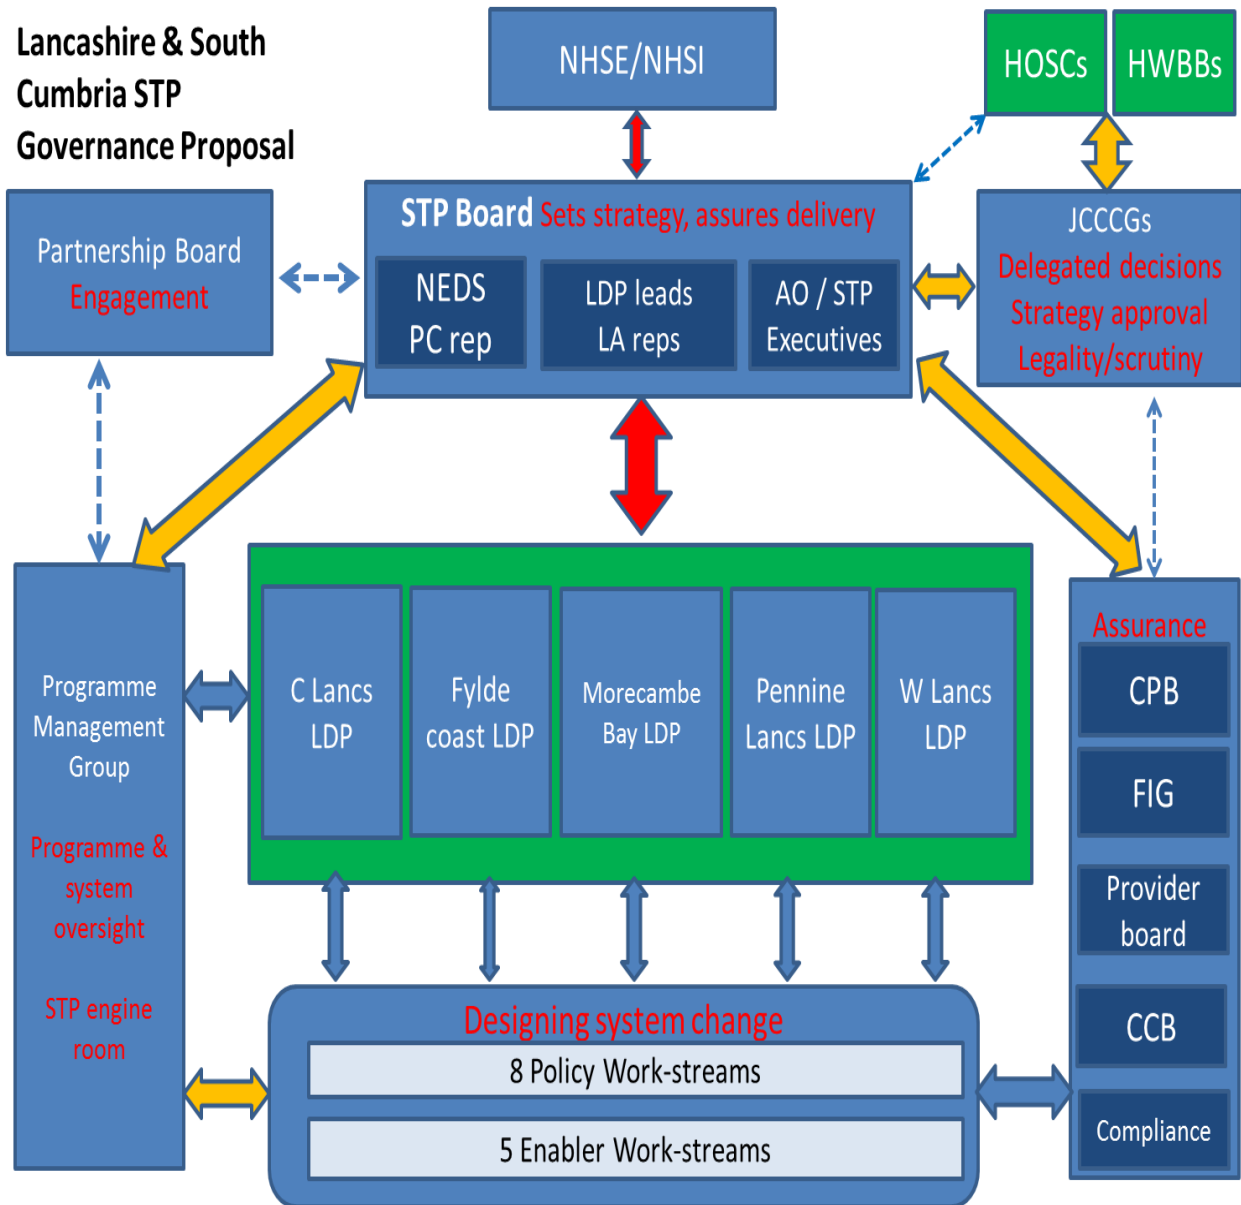 Lancashire & South
Cumbria STP
Governance Proposal
NHSE/NHSI
HOSCs
HWBBs
Partnership Board
Engagement
STP Board Sets strategy, assures delivery
NEDS
PC rep
LDP leads
LA reps
AO / STP
Executives
JCCCGs
Delegated decisions
Strategy approval
Legality/scrutiny
Programme
Management
Group
Programme &
system
oversight
STP engine
room
C Lancs
LDP
Fylde
coast LDP
Morecambe
Bay LDP
Pennine
Lancs LDP
W Lancs
LDP
Assurance
CPB
FIG
Provider
board
CCB
Compliance
Designing system change
8 Policy Work-streams
5 Enabler Work-streams